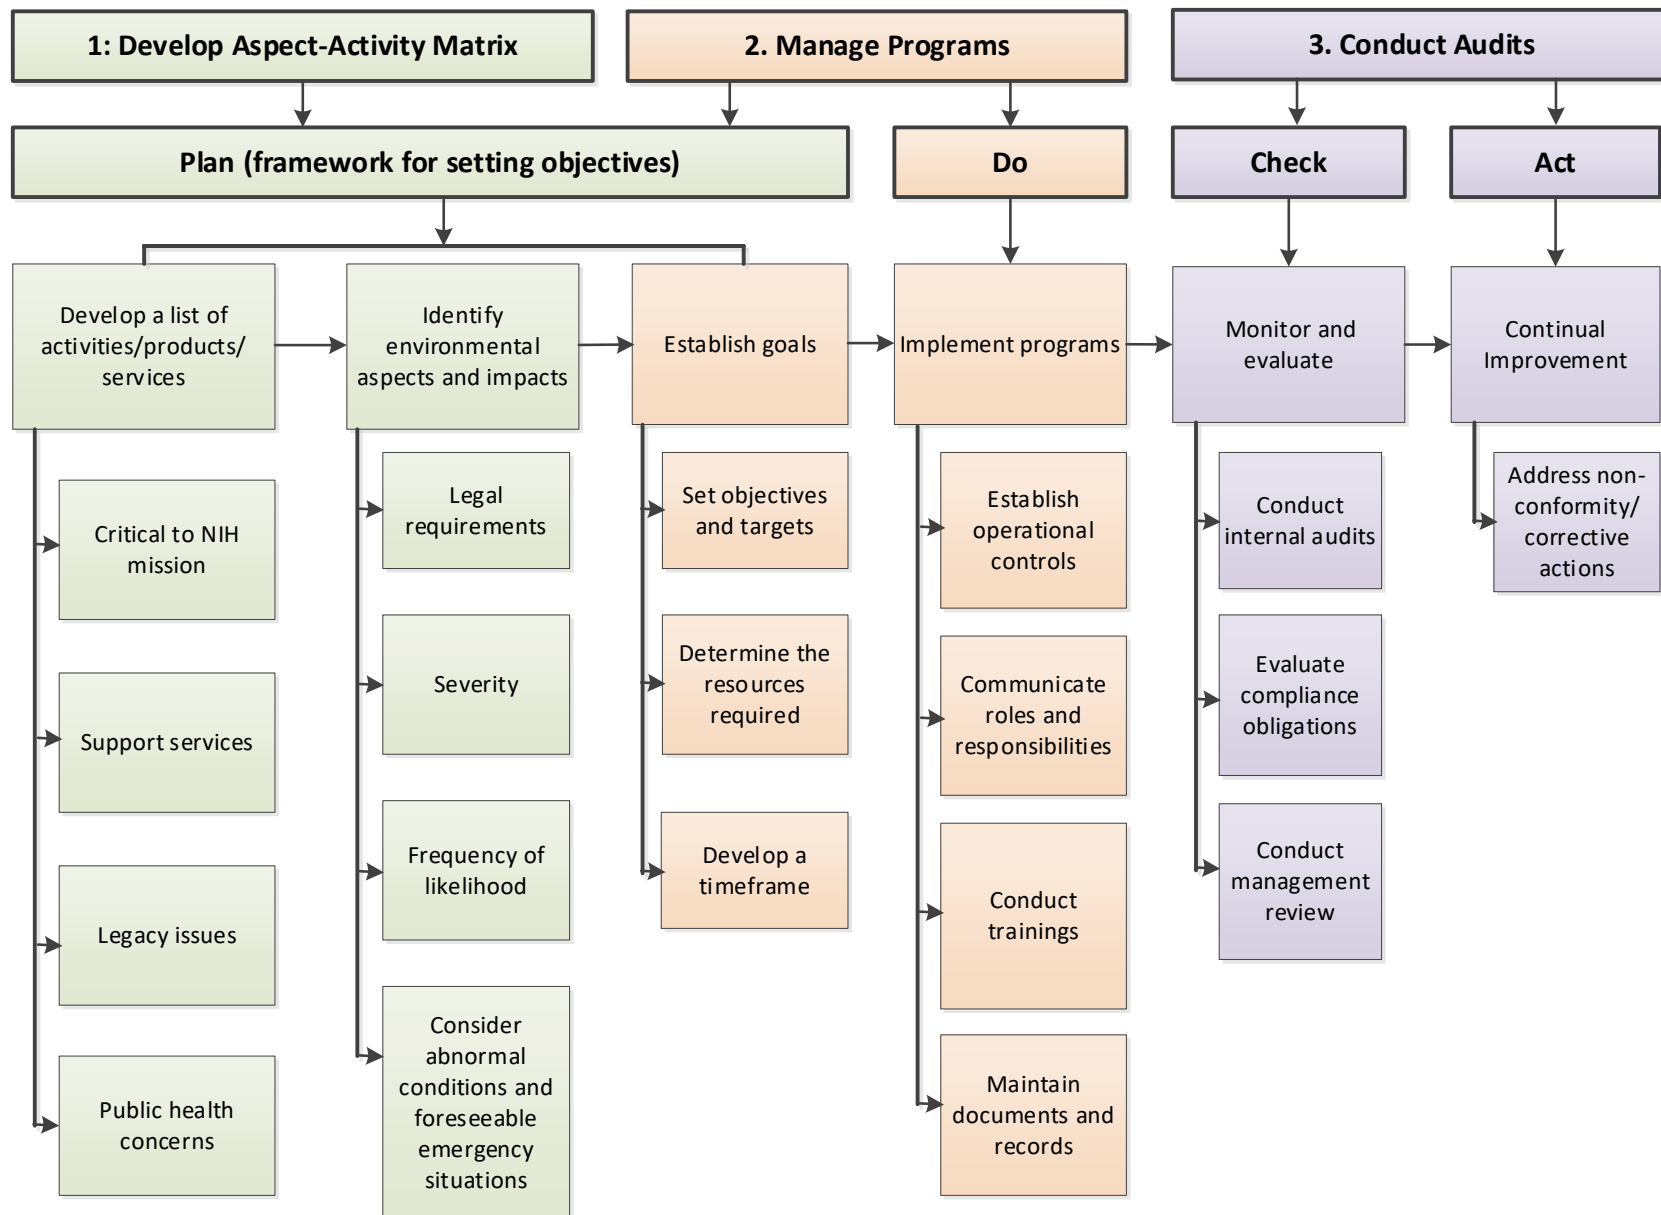 1: Develop Aspect-Activity Matrix
2. Manage Programs
3. Conduct Audits
Plan (framework for setting objectives)
Do
Check
Act
Develop a list of
activities/products/
services
Identify
environmental
aspects and impacts
Establish goals
Implement programs
Monitor and
evaluate
Continual
Improvement
Critical to NIH
mission
Support services
Legacy issues
Public health
concerns
Legal
requirements
Severity
Frequency of
likelihood
Consider
abnormal
conditions and
foreseeable
emergency
situations
Set objectives
and targets
Determine the
resources
required
Develop a
timeframe
Establish
operational
controls
Communicate
roles and
responsibilities
Conduct
trainings
Maintain
documents and
records
Conduct
internal audits
Evaluate
compliance
obligations
Conduct
management
review
Address non-
conformity/
corrective
actions